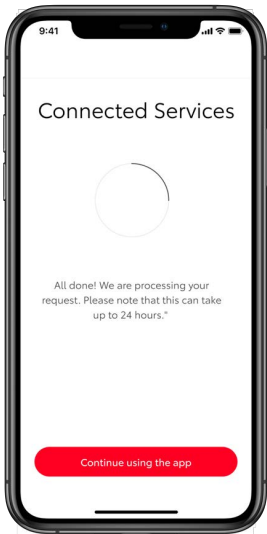 9:41
Connected Services
All done! We are processing your
request. Please note that this can take
up to 24 hours."
Continue using the app